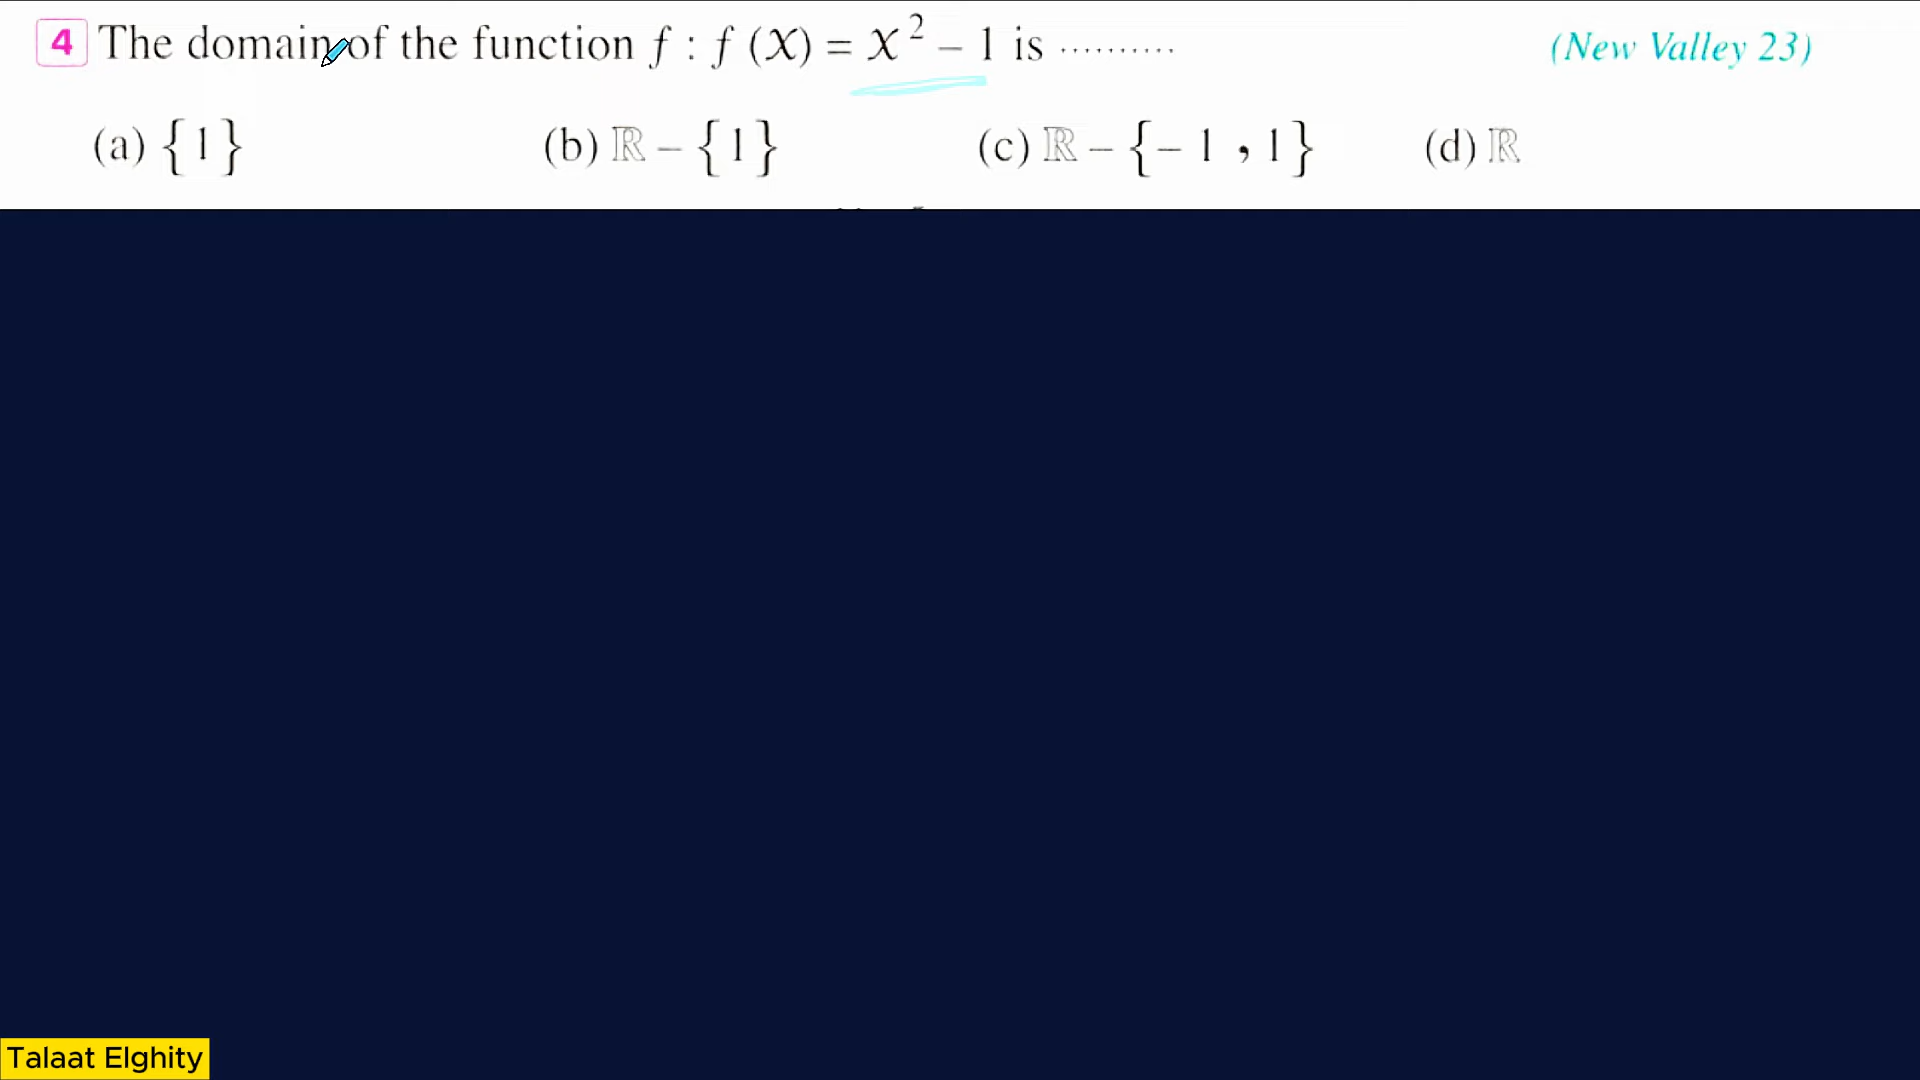 4 The domain of the function f : f (X) = X² – 1 is .......... (New Valley 23)
(a) {1} (b) ℝ – {1} (c) ℝ – {– 1 , 1} (d) ℝ
Talaat Elghity